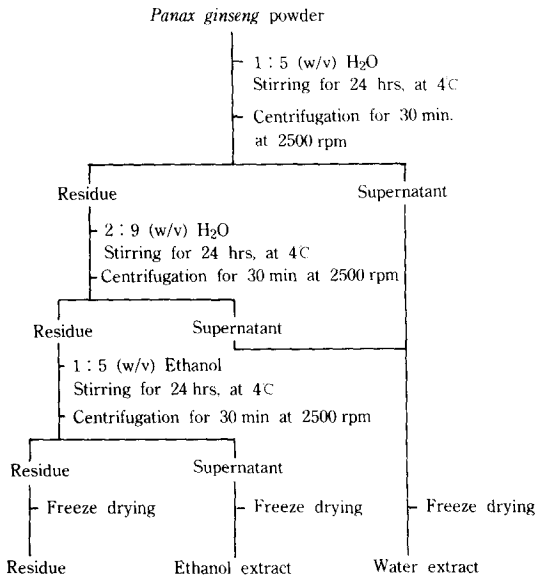 Panax ginseng powder
1 : 5 (w/v) H₂O
Stirring for 24 hrs, at 4℃
Centrifugation for 30 min.
at 2500 rpm
Residue Supernatant
2 : 9 (w/v) H₂O
Stirring for 24 hrs, at 4℃
Centrifugation for 30 min at 2500 rpm
Residue Supernatant
1 : 5 (w/v) Ethanol
Stirring for 24 hrs, at 4℃
Centrifugation for 30 min at 2500 rpm
Residue Supernatant
Freeze drying Freeze drying Freeze drying
Residue Ethanol extract Water extract